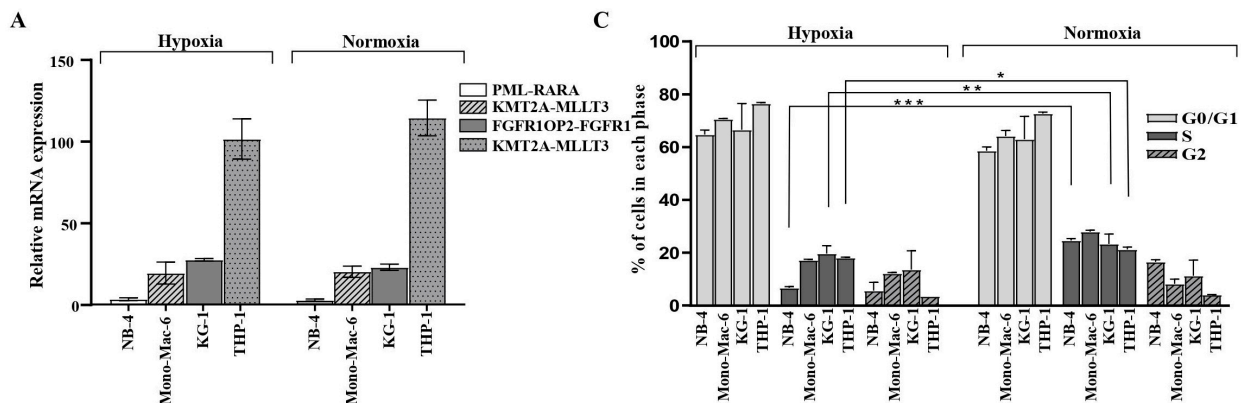 A
Hypoxia
Normoxia
Relative mRNA expression
150
100
50
0
PML-RARA
KMT2A-MLLT3
FGFR1OP2-FGFR1
KMT2A-MLLT3
NB-4
Mono-Mac-6
KG-1
THP-1
NB-4
Mono-Mac-6
KG-1
THP-1
C
Hypoxia
Normoxia
% of cells in each phase
100
80
60
40
20
0
*
**
***
G0/G1
S
G2
NB-4
Mono-Mac-6
KG-1
THP-1
NB-4
Mono-Mac-6
KG-1
THP-1
NB-4
Mono-Mac-6
KG-1
THP-1
NB-4
Mono-Mac-6
KG-1
THP-1
NB-4
Mono-Mac-6
KG-1
THP-1
NB-4
Mono-Mac-6
KG-1
THP-1